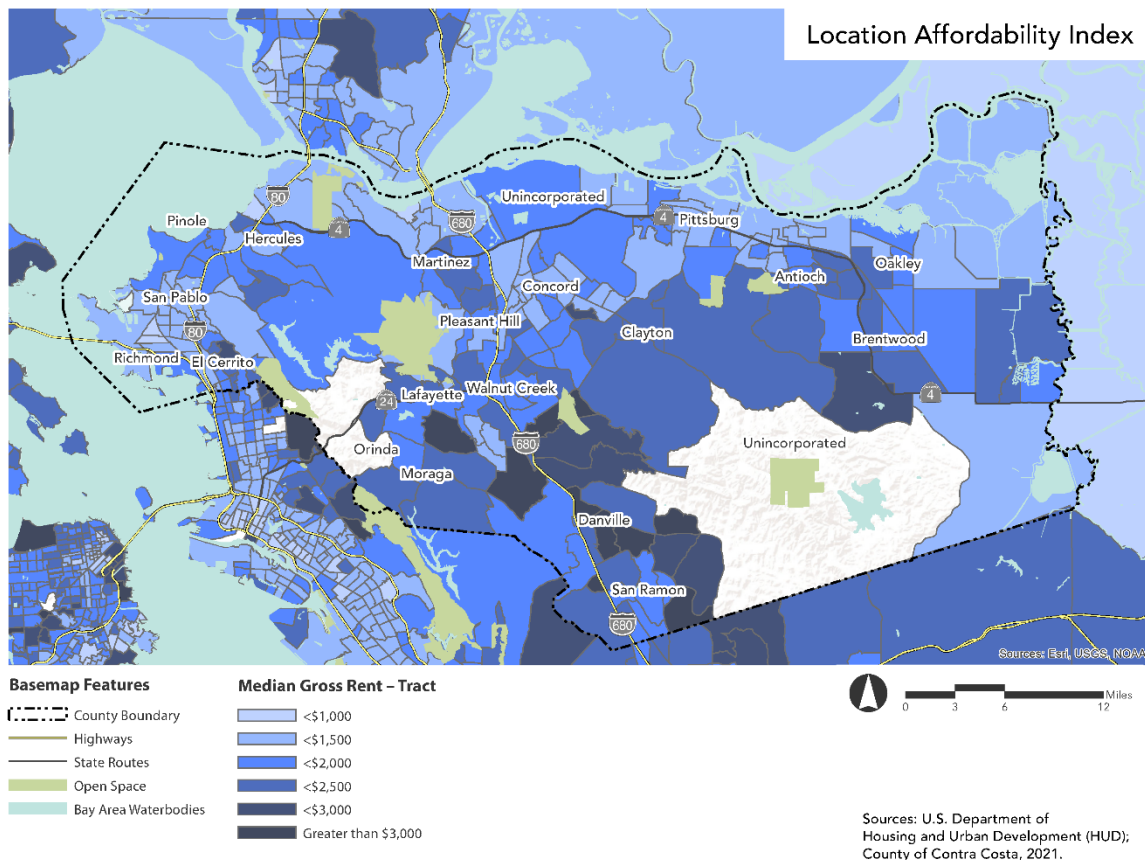 Location Affordability Index
80
Unincorporated
Pinole
680
4
Pittsburg
Hercules
4
Martinez
Oakley
Antioch
Concord
San Pablo
Pleasant Hill
80
Clayton
Brentwood
Richmond
El Cerrito
Walnut Creek
Lafayette
4
24
680
Unincorporated
Orinda
Moraga
Danville
San Ramon
680
Sources: Esri, USGS, NOAA
Basemap Features
County Boundary
Highways
State Routes
Open Space
Bay Area Waterbodies
Median Gross Rent – Tract
<$1,000
<$1,500
<$2,000
<$2,500
<$3,000
Greater than $3,000
Miles
0 3 6 12
Sources: U.S. Department of
Housing and Urban Development (HUD);
County of Contra Costa, 2021.